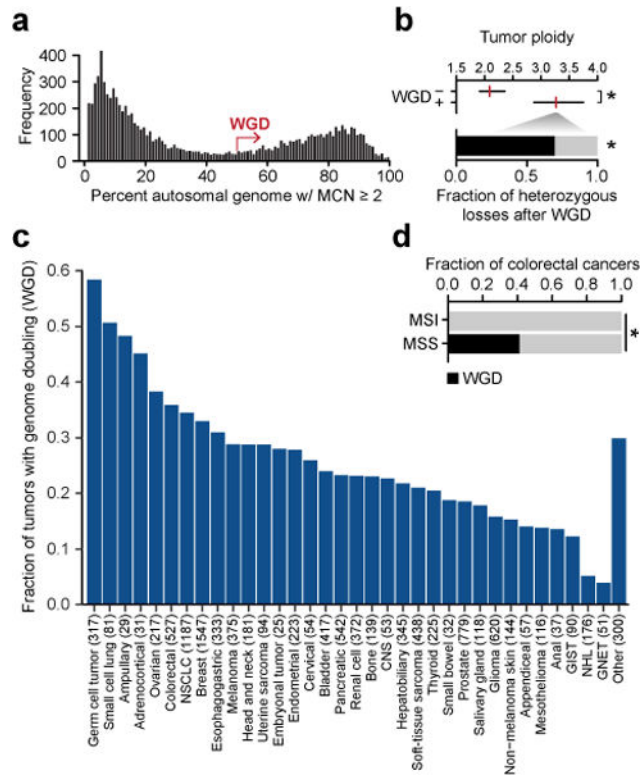 a
400
300
200
100
0
Frequency
WGD
0 20 40 60 80 100
Percent autosomal genome w/ MCN ≥ 2
b
Tumor ploidy
1.5 2.0 2.5 3.0 3.5 4.0
WGD −
+
*
*
0.0 0.5 1.0
Fraction of heterozygous
losses after WGD
c
Fraction of tumors with genome doubling (WGD)
0.6
0.5
0.4
0.3
0.2
0.1
0.0
Germ cell tumor (317)
Small cell lung (81)
Ampullary (29)
Adrenocortical (31)
Ovarian (217)
Colorectal (527)
NSCLC (1187)
Breast (1547)
Esophagogastric (333)
Melanoma (375)
Head and neck (181)
Uterine sarcoma (94)
Embryonal tumor (25)
Endometrial (223)
Cervical (54)
Bladder (417)
Pancreatic (542)
Renal cell (372)
Bone (139)
CNS (53)
Hepatobiliary (345)
Soft-tissue sarcoma (438)
Thyroid (225)
Small bowel (32)
Prostate (779)
Salivary gland (118)
Glioma (620)
Non−melanoma skin (144)
Appendiceal (57)
Mesothelioma (116)
Anal (37)
GIST (90)
NHL (176)
GNET (51)
Other (300)
d
Fraction of colorectal cancers
0.0 0.2 0.4 0.6 0.8 1.0
MSI
MSS
*
WGD